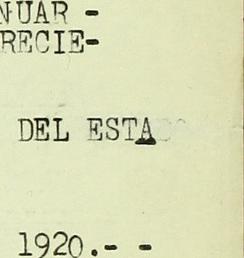 NUAR -
RECIE-
DEL ESTA
1920.- -